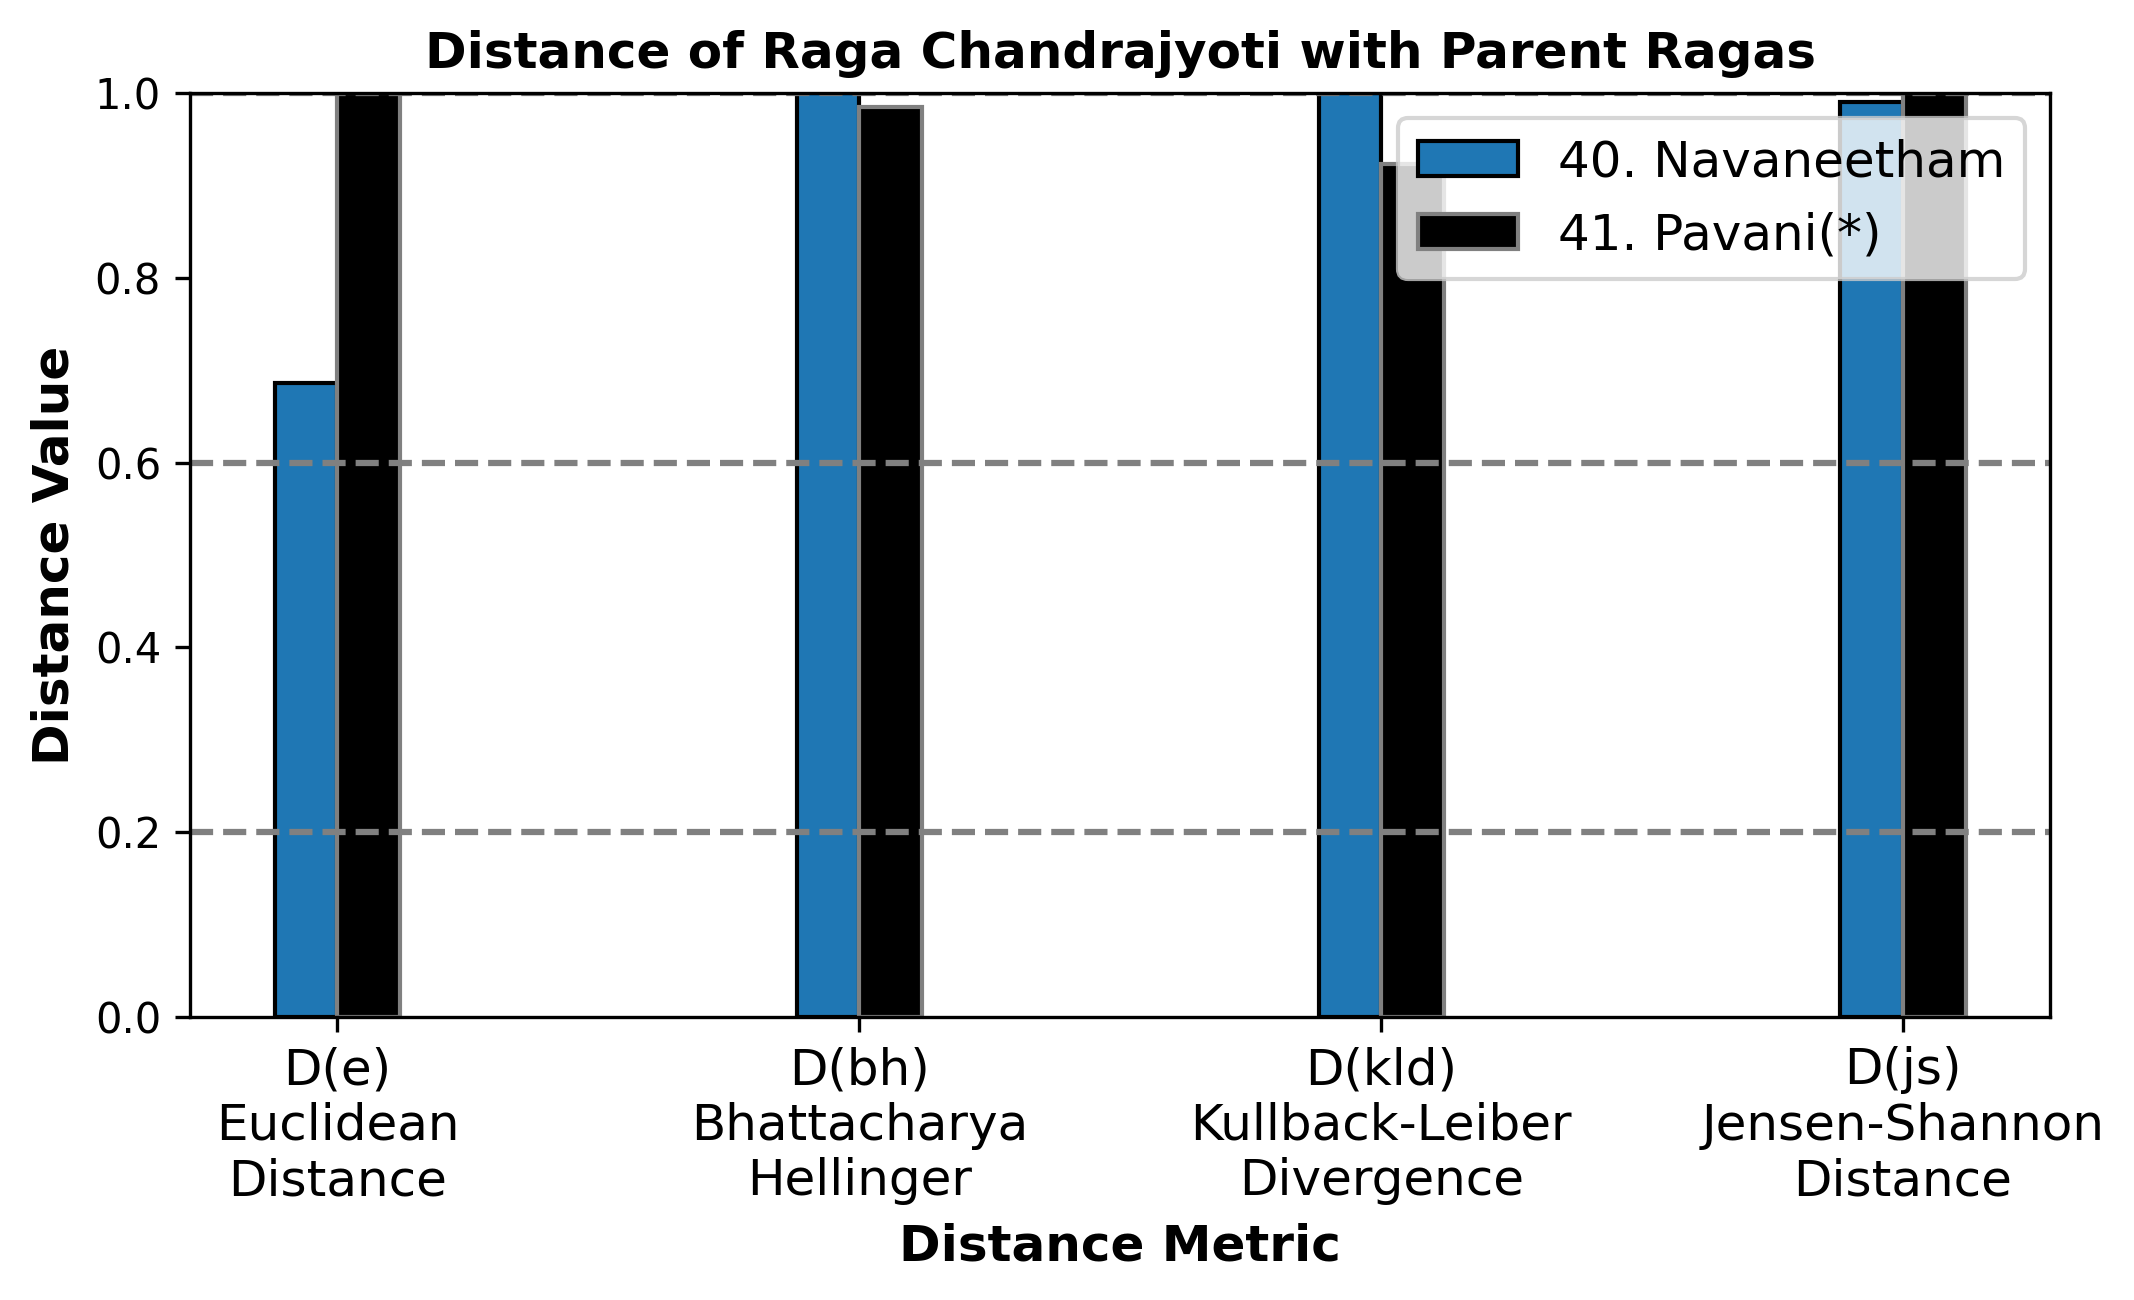 Distance of Raga Chandrajyoti with Parent Ragas
Distance Value
1.0
0.8
0.6
0.4
0.2
0.0
40. Navaneetham
41. Pavani(*)
D(e)
Euclidean
Distance
D(bh)
Bhattacharya
Hellinger
D(kld)
Kullback-Leiber
Divergence
D(js)
Jensen-Shannon
Distance
Distance Metric